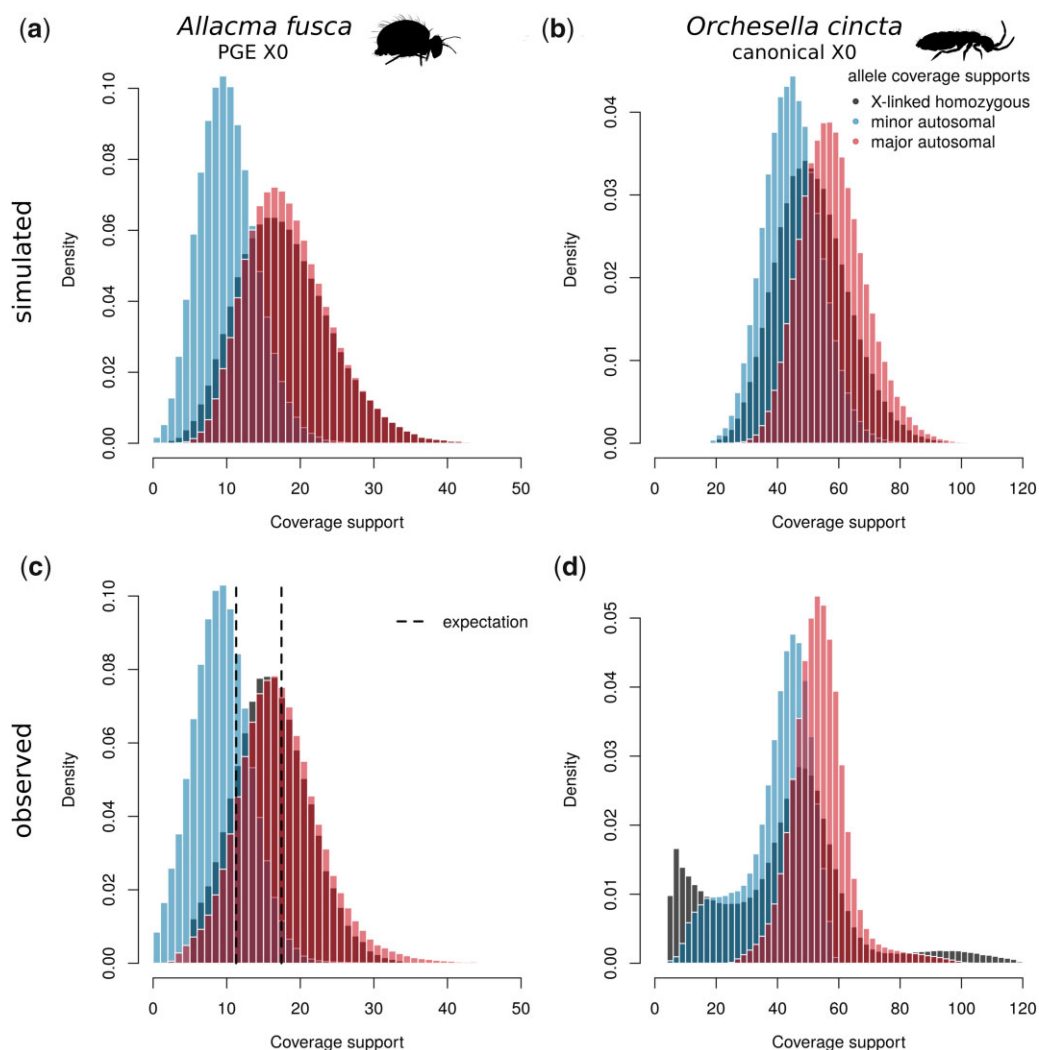 (a)
Allacma fusca
PGE X0
(b)
Orchesella cincta
canonical X0
allele coverage supports
X-linked homozygous
minor autosomal
major autosomal
simulated
Density
0.00 0.02 0.04 0.06 0.08 0.10
0 10 20 30 40 50
Coverage support
Density
0.00 0.01 0.02 0.03 0.04
0 20 40 60 80 100 120
Coverage support
(c)
(d)
expectation
observed
Density
0.00 0.02 0.04 0.06 0.08 0.10
0 10 20 30 40 50
Coverage support
Density
0.00 0.01 0.02 0.03 0.04 0.05
0 20 40 60 80 100 120
Coverage support